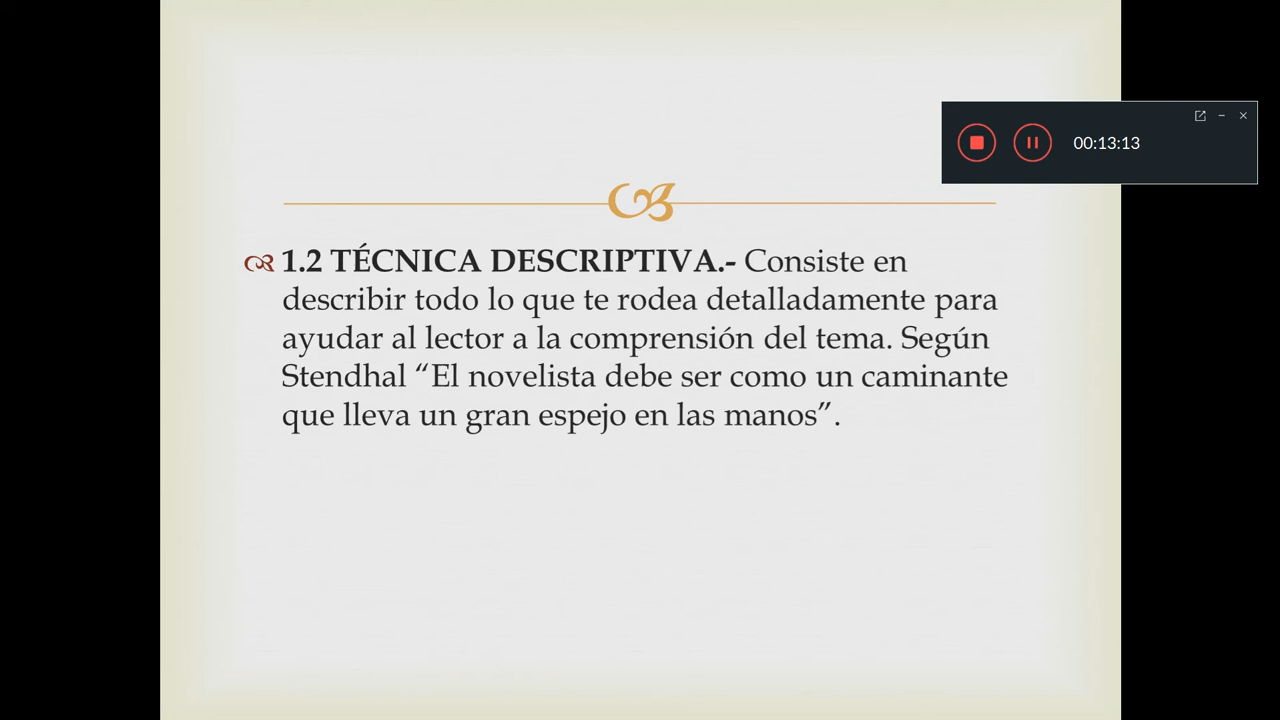 00:13:13
1.2 TÉCNICA DESCRIPTIVA.- Consiste en
describir todo lo que te rodea detalladamente para
ayudar al lector a la comprensión del tema. Según
Stendhal “El novelista debe ser como un caminante
que lleva un gran espejo en las manos”.